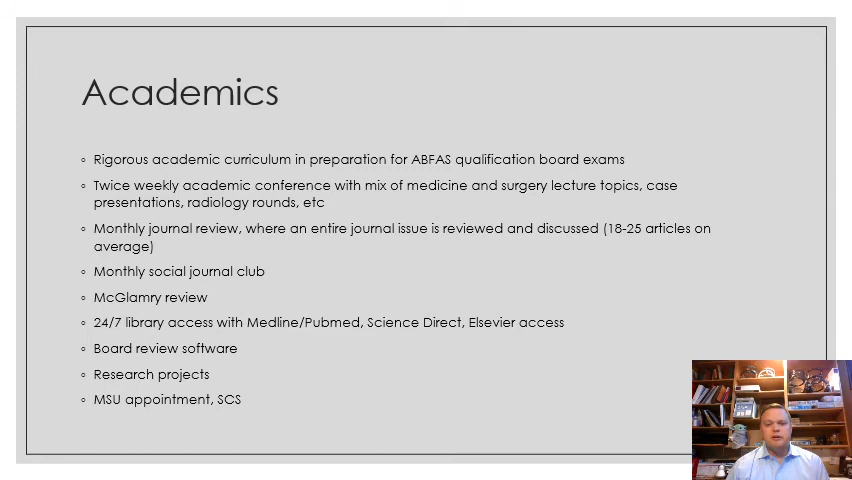 Academics
Rigorous academic curriculum in preparation for ABFAS qualification board exams
Twice weekly academic conference with mix of medicine and surgery lecture topics, case
presentations, radiology rounds, etc
Monthly journal review, where an entire journal issue is reviewed and discussed (18-25 articles on
average)
Monthly social journal club
McGlamry review
24/7 library access with Medline/Pubmed, Science Direct, Elsevier access
Board review software
Research projects
MSU appointment, SCS